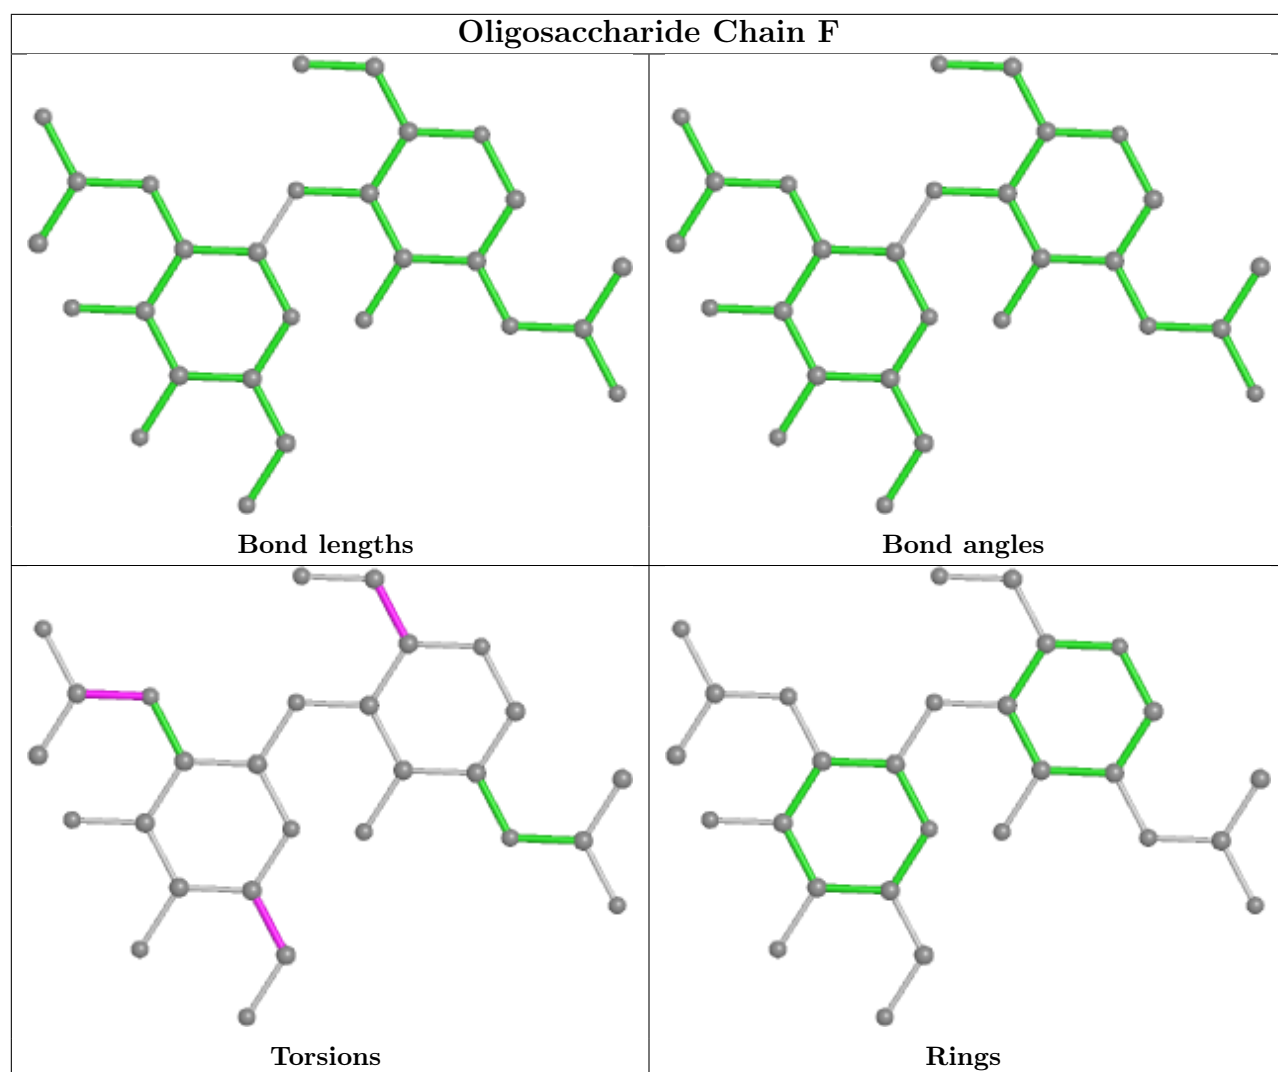 Oligosaccharide Chain F
Bond lengths
Bond angles
Torsions
Rings